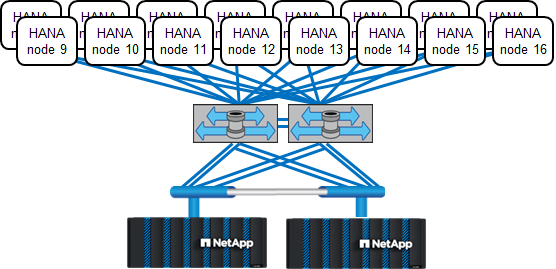 HANA HANA HANA HANA HANA HANA HANA HANA
HANA
node 9
HANA
node 10
HANA
node 11
HANA
node 12
HANA
node 13
HANA
node 14
HANA
node 15
HANA
node 16
NetApp
NetApp